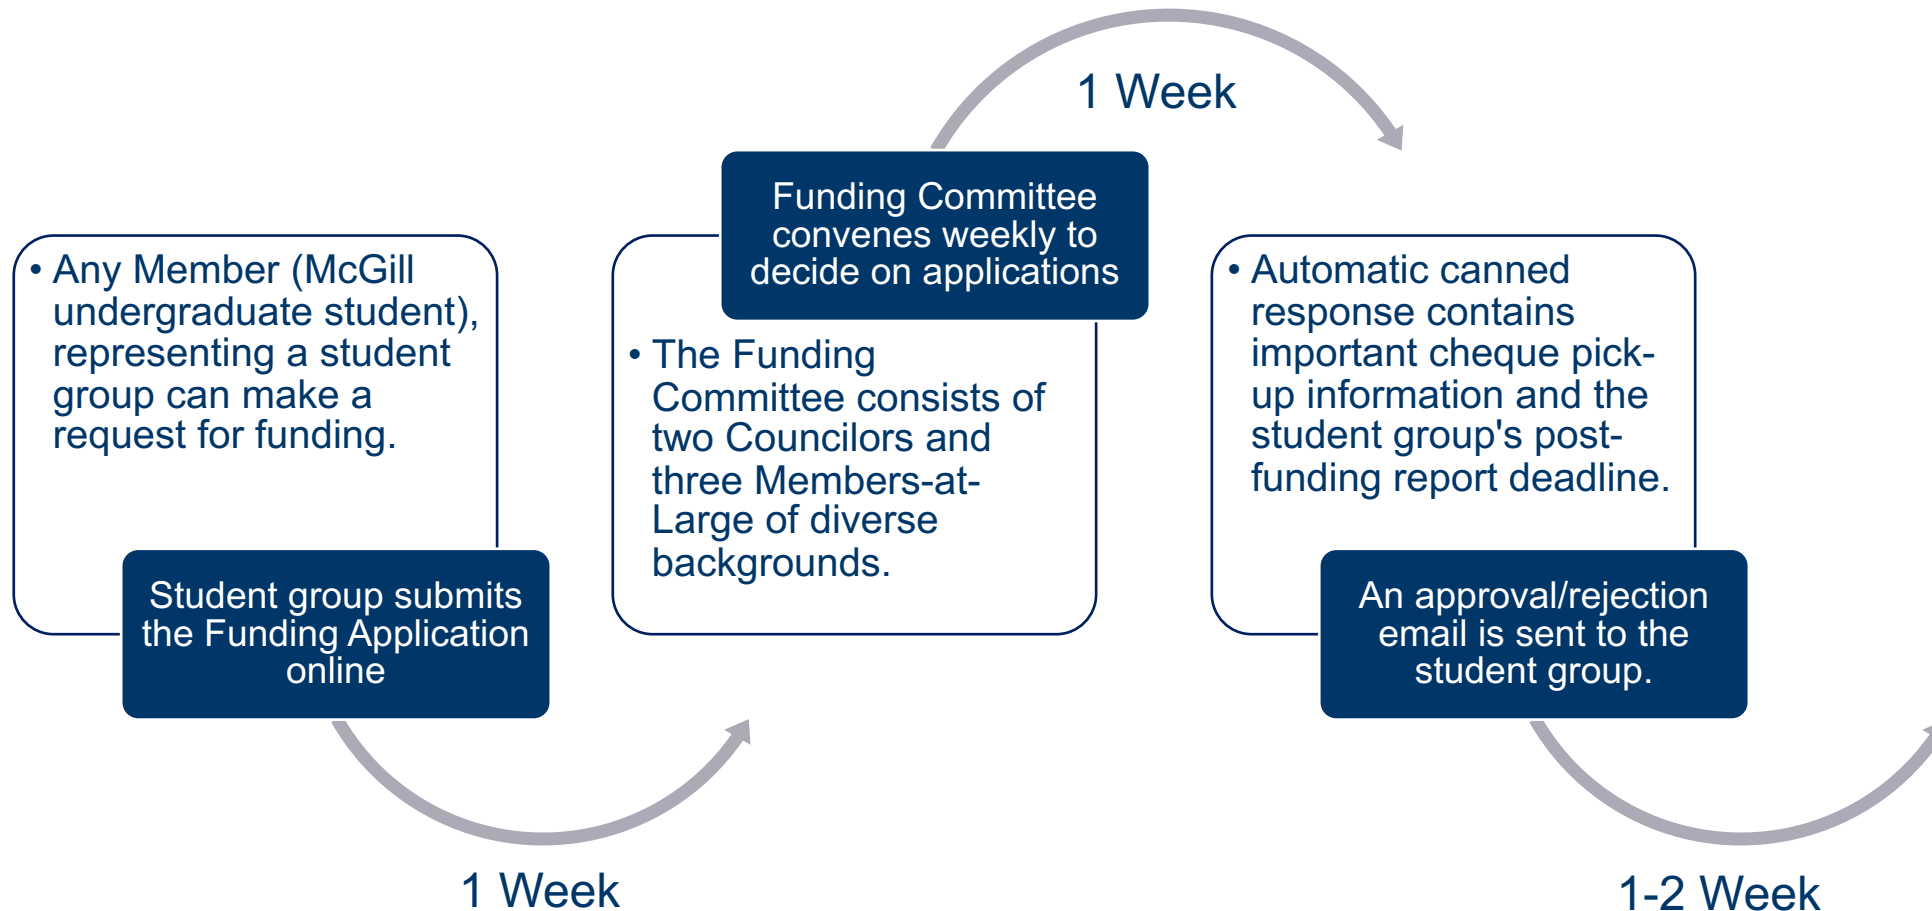 • Any Member (McGill
undergraduate student),
representing a student
group can make a
request for funding.
Student group submits
the Funding Application
online
1 Week
Funding Committee
convenes weekly to
decide on applications
• The Funding
Committee consists of
two Councilors and
three Members-at-
Large of diverse
backgrounds.
1 Week
• Automatic canned
response contains
important cheque pick-
up information and the
student group's post-
funding report deadline.
An approval/rejection
email is sent to the
student group.
1-2 Week